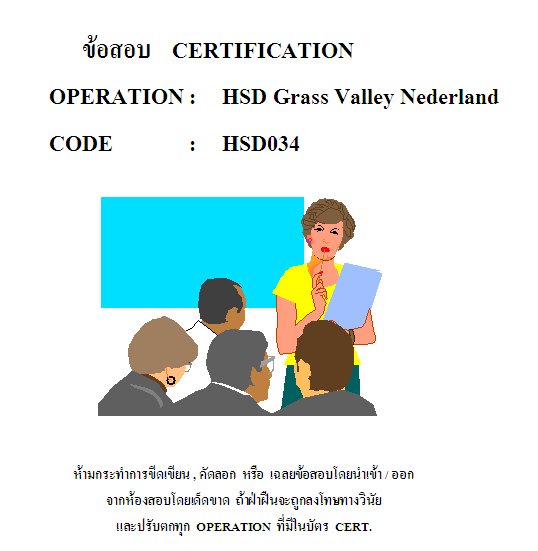 ข้อสอบ CERTIFICATION
OPERATION : HSD Grass Valley Nederland
CODE : HSD034
ห้ามกระทำการขีดเขียน , คัดลอก หรือ เฉลยข้อสอบโดยนำเข้า / ออก
จากห้องสอบโดยเด็ดขาด ถ้าฝ่าฝืนจะถูกลงโทษทางวินัย
และปรับตกทุก OPERATION ที่มีในบัตร CERT.